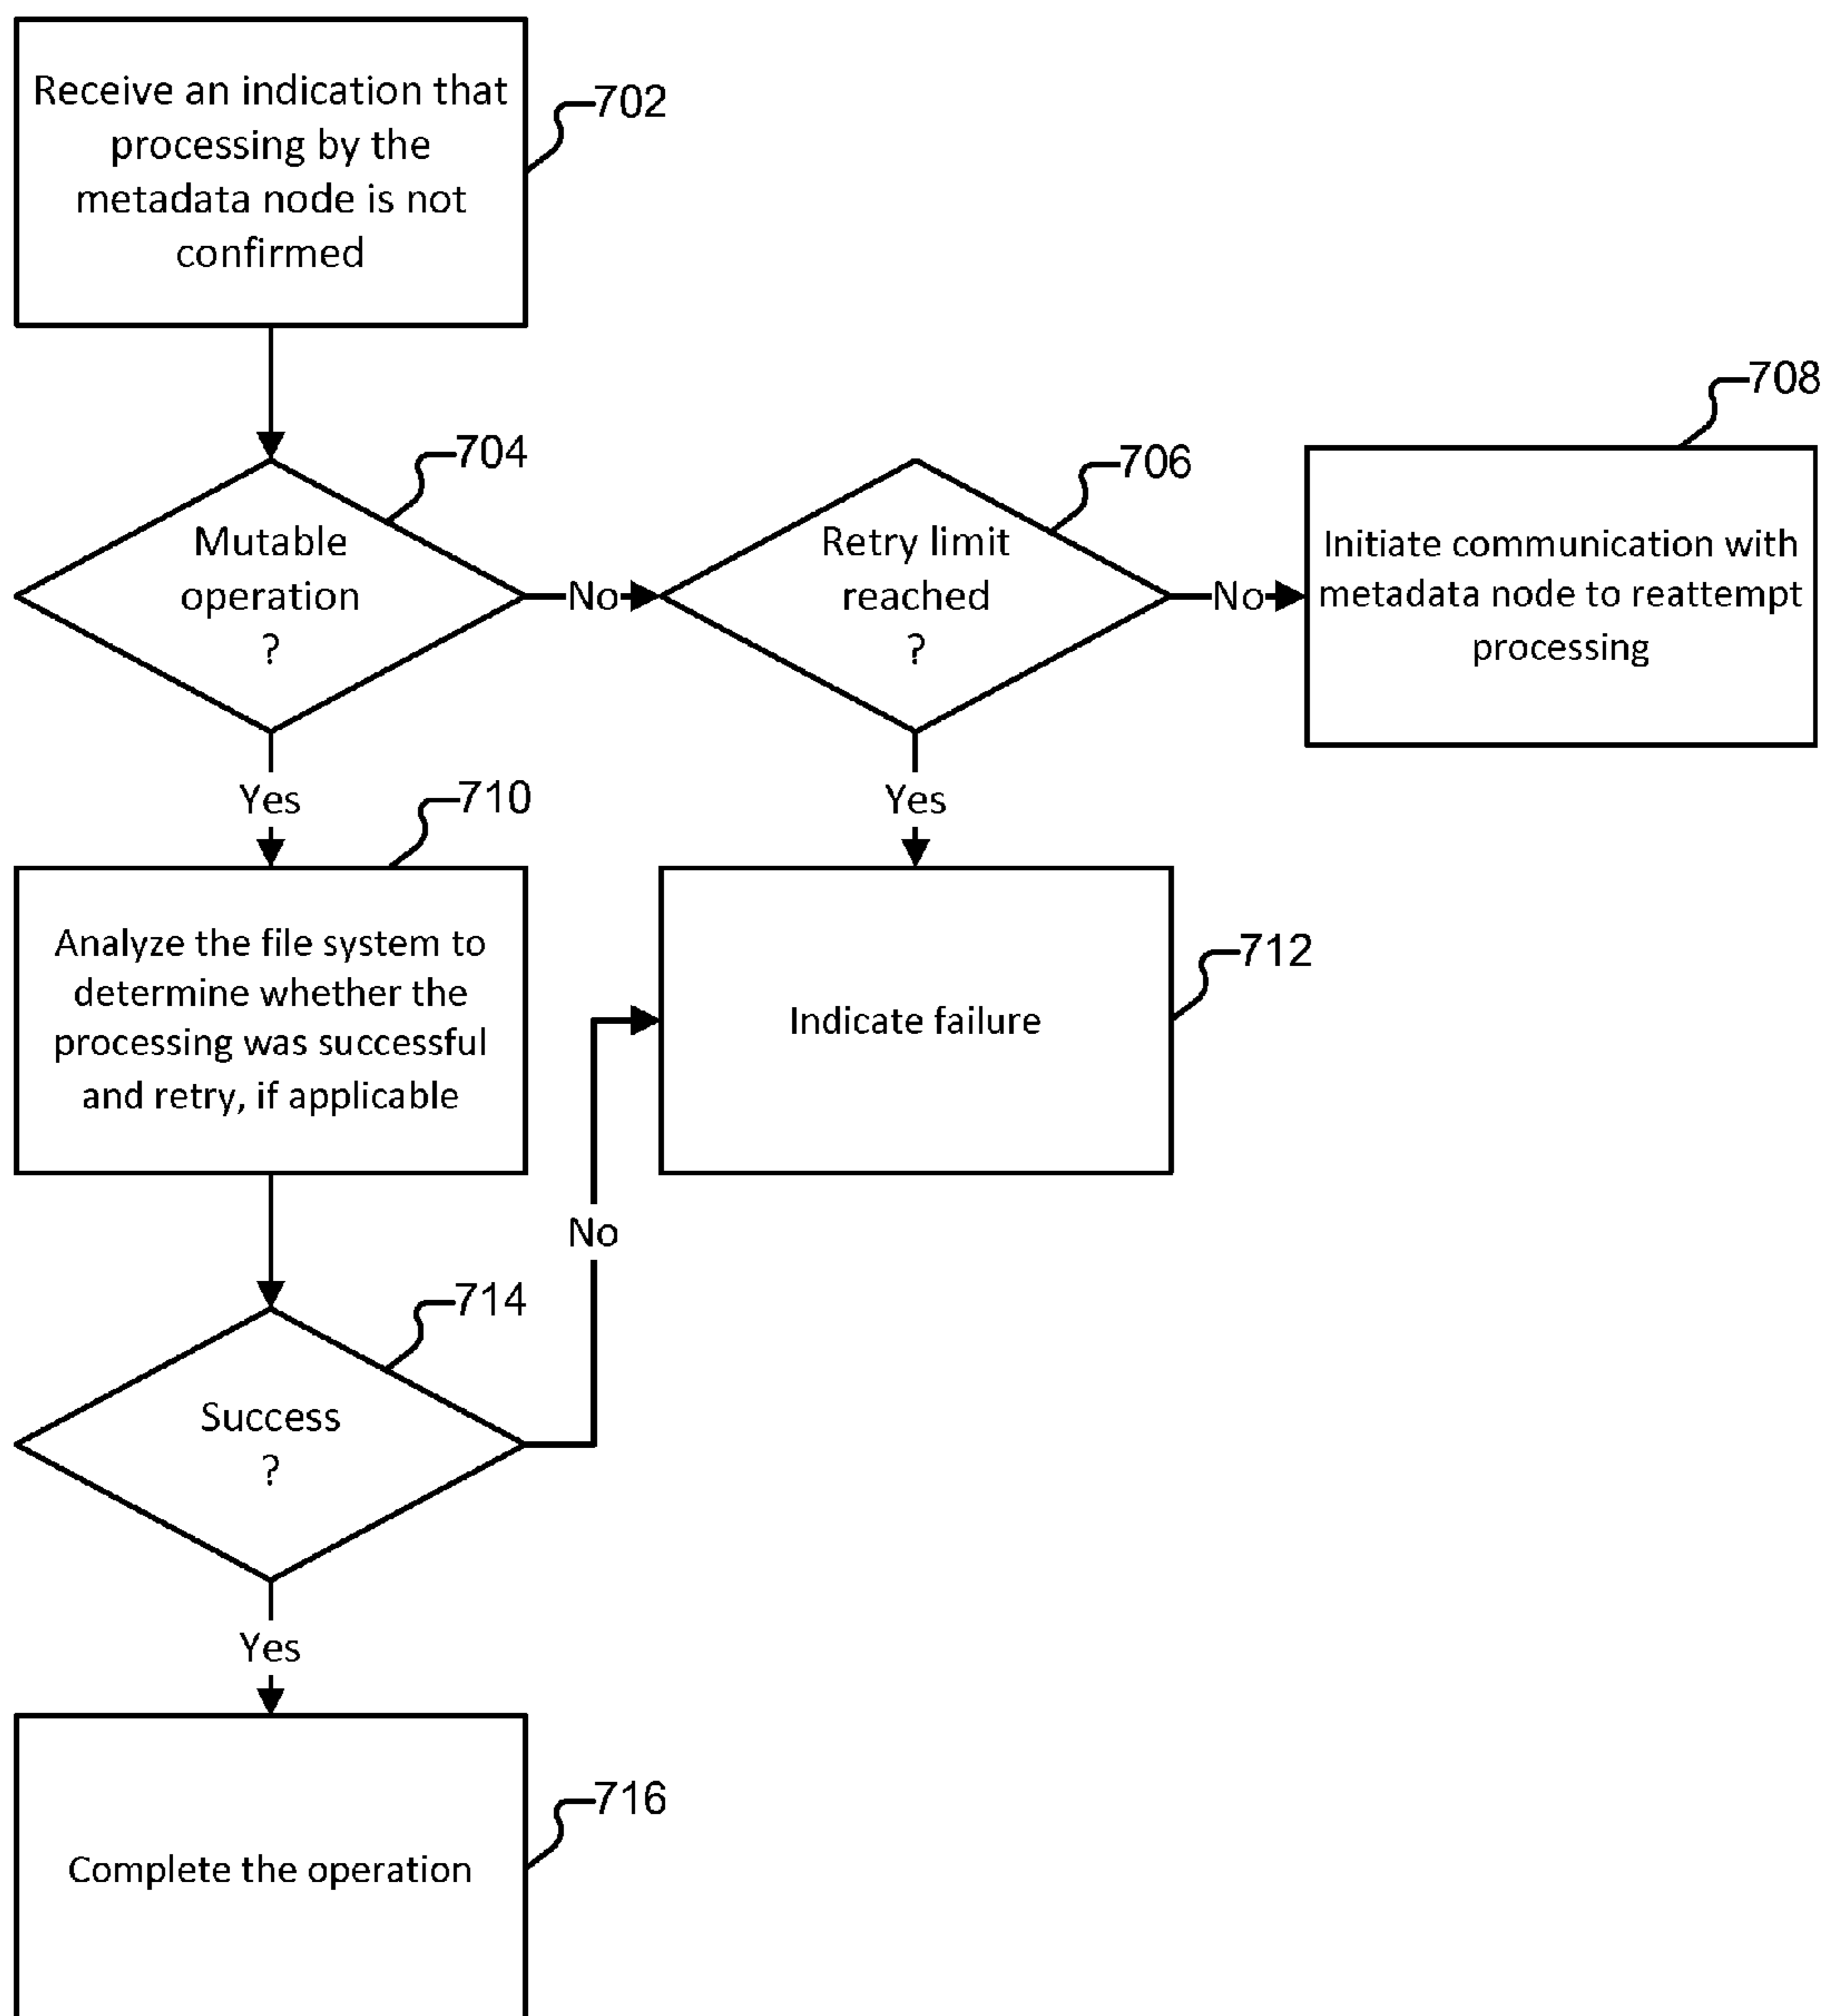 Receive an indication that
processing by the
metadata node is not
confirmed
702
704
Mutable
operation
?
No
706
Retry limit
reached
?
No
708
Initiate communication with
metadata node to reattempt
processing
Yes
Yes
710
Analyze the file system to
determine whether the
processing was successful
and retry, if applicable
712
Indicate failure
No
714
Success
?
Yes
716
Complete the operation